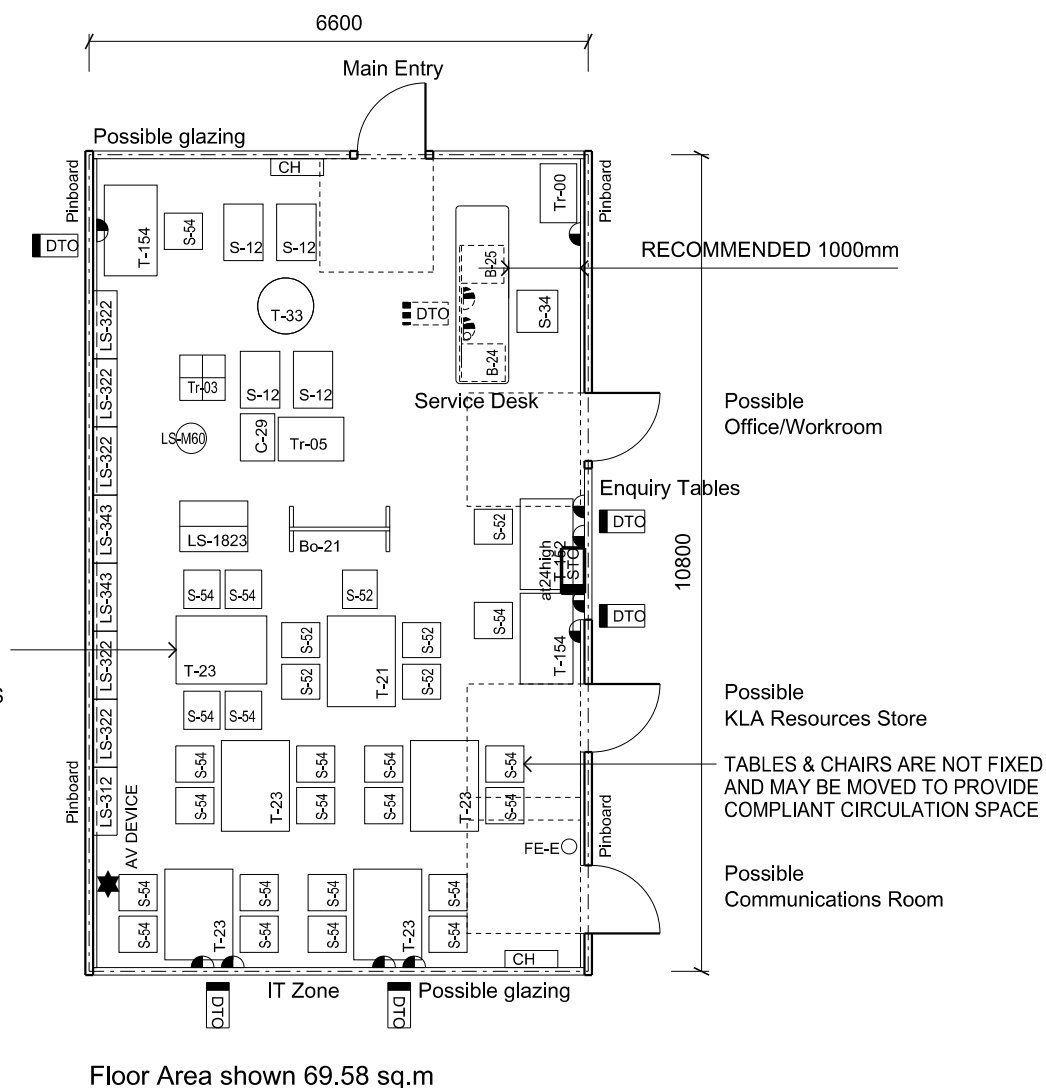 6600
Main Entry
Possible glazing
Pinboard
CH
Tr-00
Pinboard
DTO
T-154
S-54
S-12
S-12
B-25
RECOMMENDED 1000mm
T-33
DTO
S-34
LS-322
B-24
Tr-03
S-12
S-12
Service Desk
Possible
Office/Workroom
LS-322
LS-M60
C-29
Tr-05
LS-322
Enquiry Tables
LS-343
LS-1823
Bo-21
S-52
at24high
T-152
STO
DTO
10800
LS-343
S-54
S-54
S-52
S-54
DTO
T-154
LS-322
T-23
S-52
S-52
T-21
S-52
S-52
s
S-54
S-54
LS-322
Possible
KLA Resources Store
LS-312
Pinboard
S-54
S-54
T-23
S-54
S-54
S-54
S-54
T-23
S-54
S-54
TABLES & CHAIRS ARE NOT FIXED
AND MAY BE MOVED TO PROVIDE
COMPLIANT CIRCULATION SPACE
AV DEVICE
FE-E
Pinboard
Possible
Communications Room
S-54
S-54
T-23
S-54
S-54
S-54
S-54
T-23
S-54
S-54
CH
DTO
IT Zone
DTO
Possible glazing
Floor Area shown 69.58 sq.m